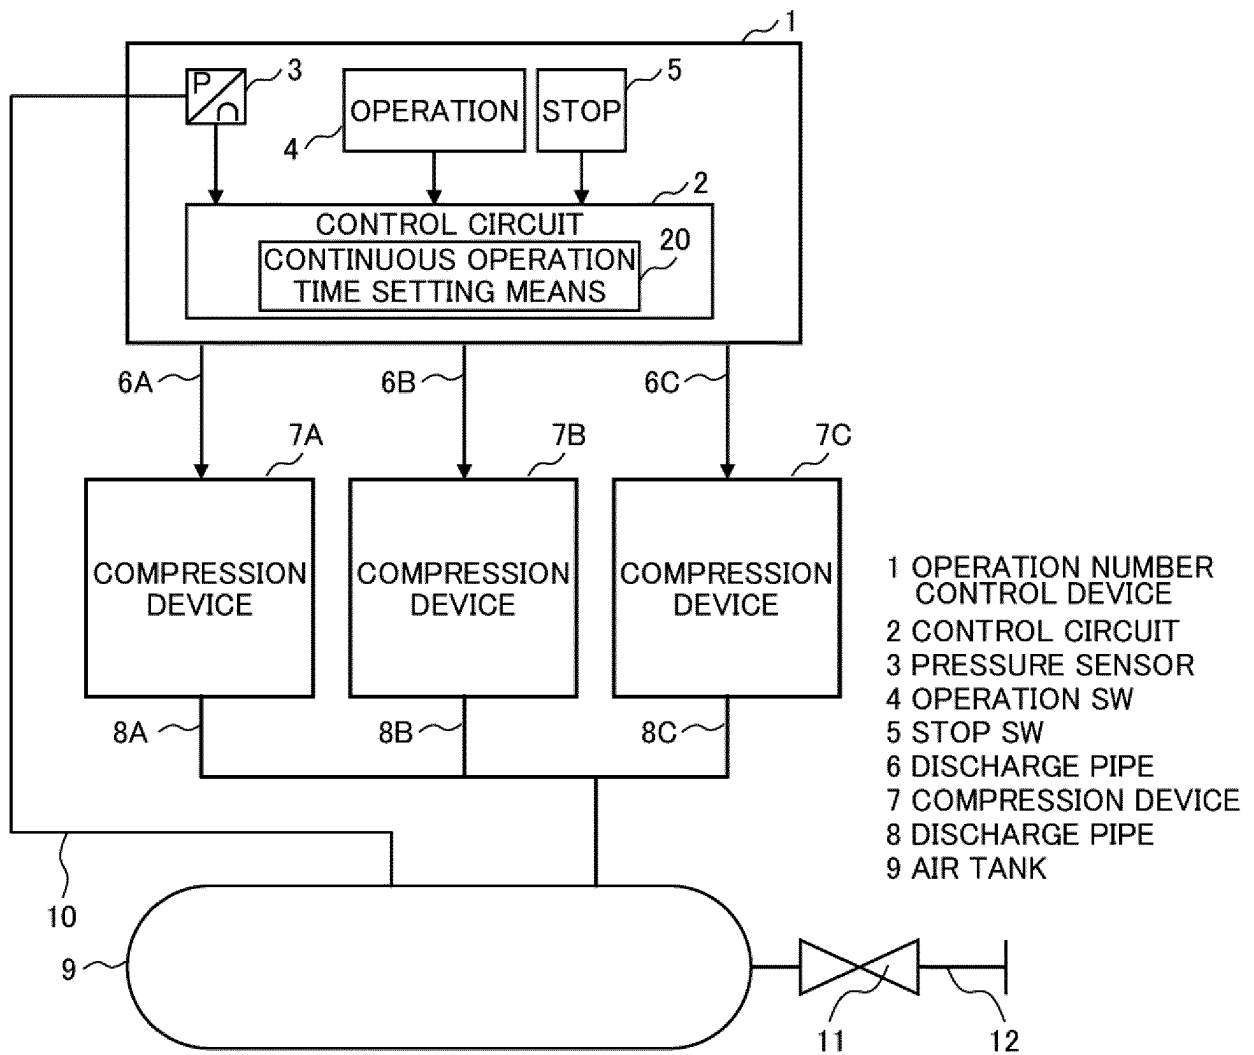 1
P
3
OPERATION
4
STOP
5
2
CONTROL CIRCUIT
20
CONTINUOUS OPERATION
TIME SETTING MEANS
6A
6B
6C
7A
7B
7C
COMPRESSION
DEVICE
COMPRESSION
DEVICE
COMPRESSION
DEVICE
8A
8B
8C
10
9
11
12
1 OPERATION NUMBER
CONTROL DEVICE
2 CONTROL CIRCUIT
3 PRESSURE SENSOR
4 OPERATION SW
5 STOP SW
6 DISCHARGE PIPE
7 COMPRESSION DEVICE
8 DISCHARGE PIPE
9 AIR TANK